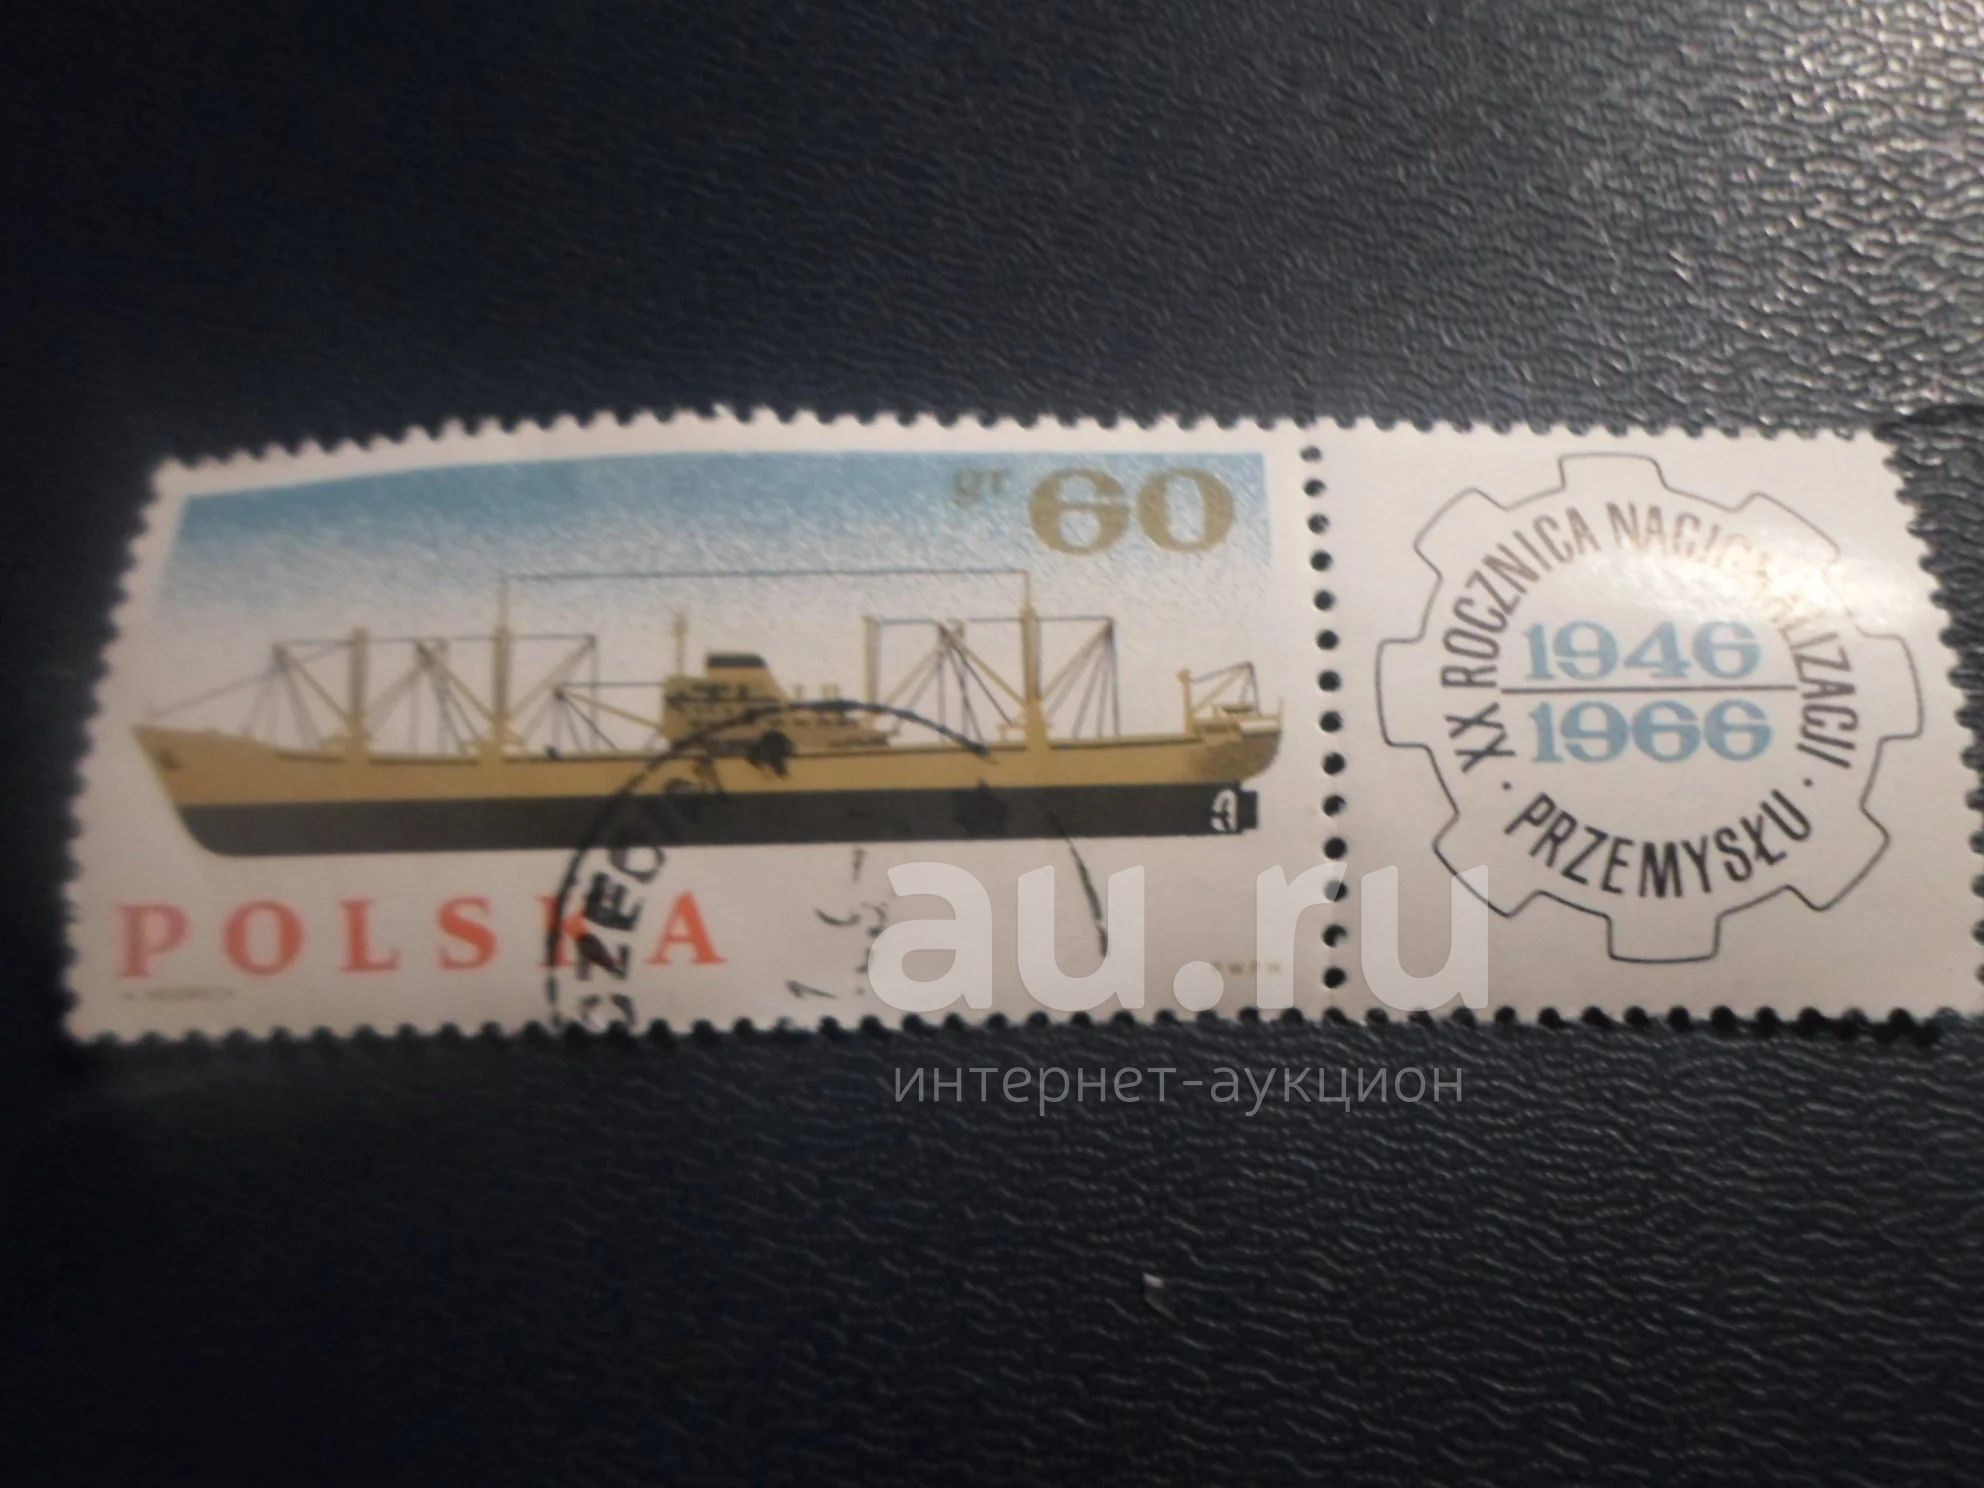 gr 60
POLSKA
XX ROCZNICA NACJONALIZACJI
1946
1966
· PRZEMYSŁU ·
au.ru
интернет-аукцион